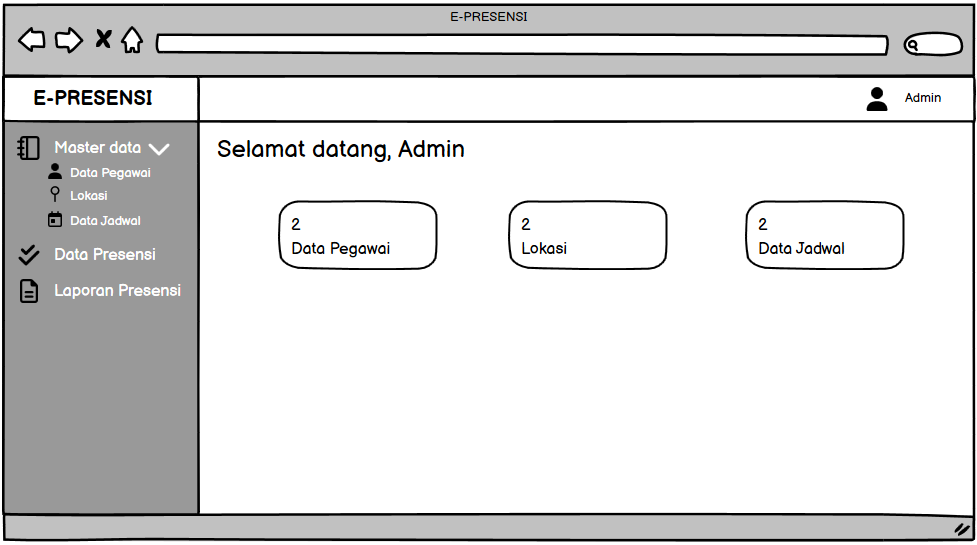 E-PRESENSI
E-PRESENSI
Admin
Master data
Data Pegawai
Lokasi
Data Jadwal
Data Presensi
Laporan Presensi
Selamat datang, Admin
2
Data Pegawai
2
Lokasi
2
Data Jadwal